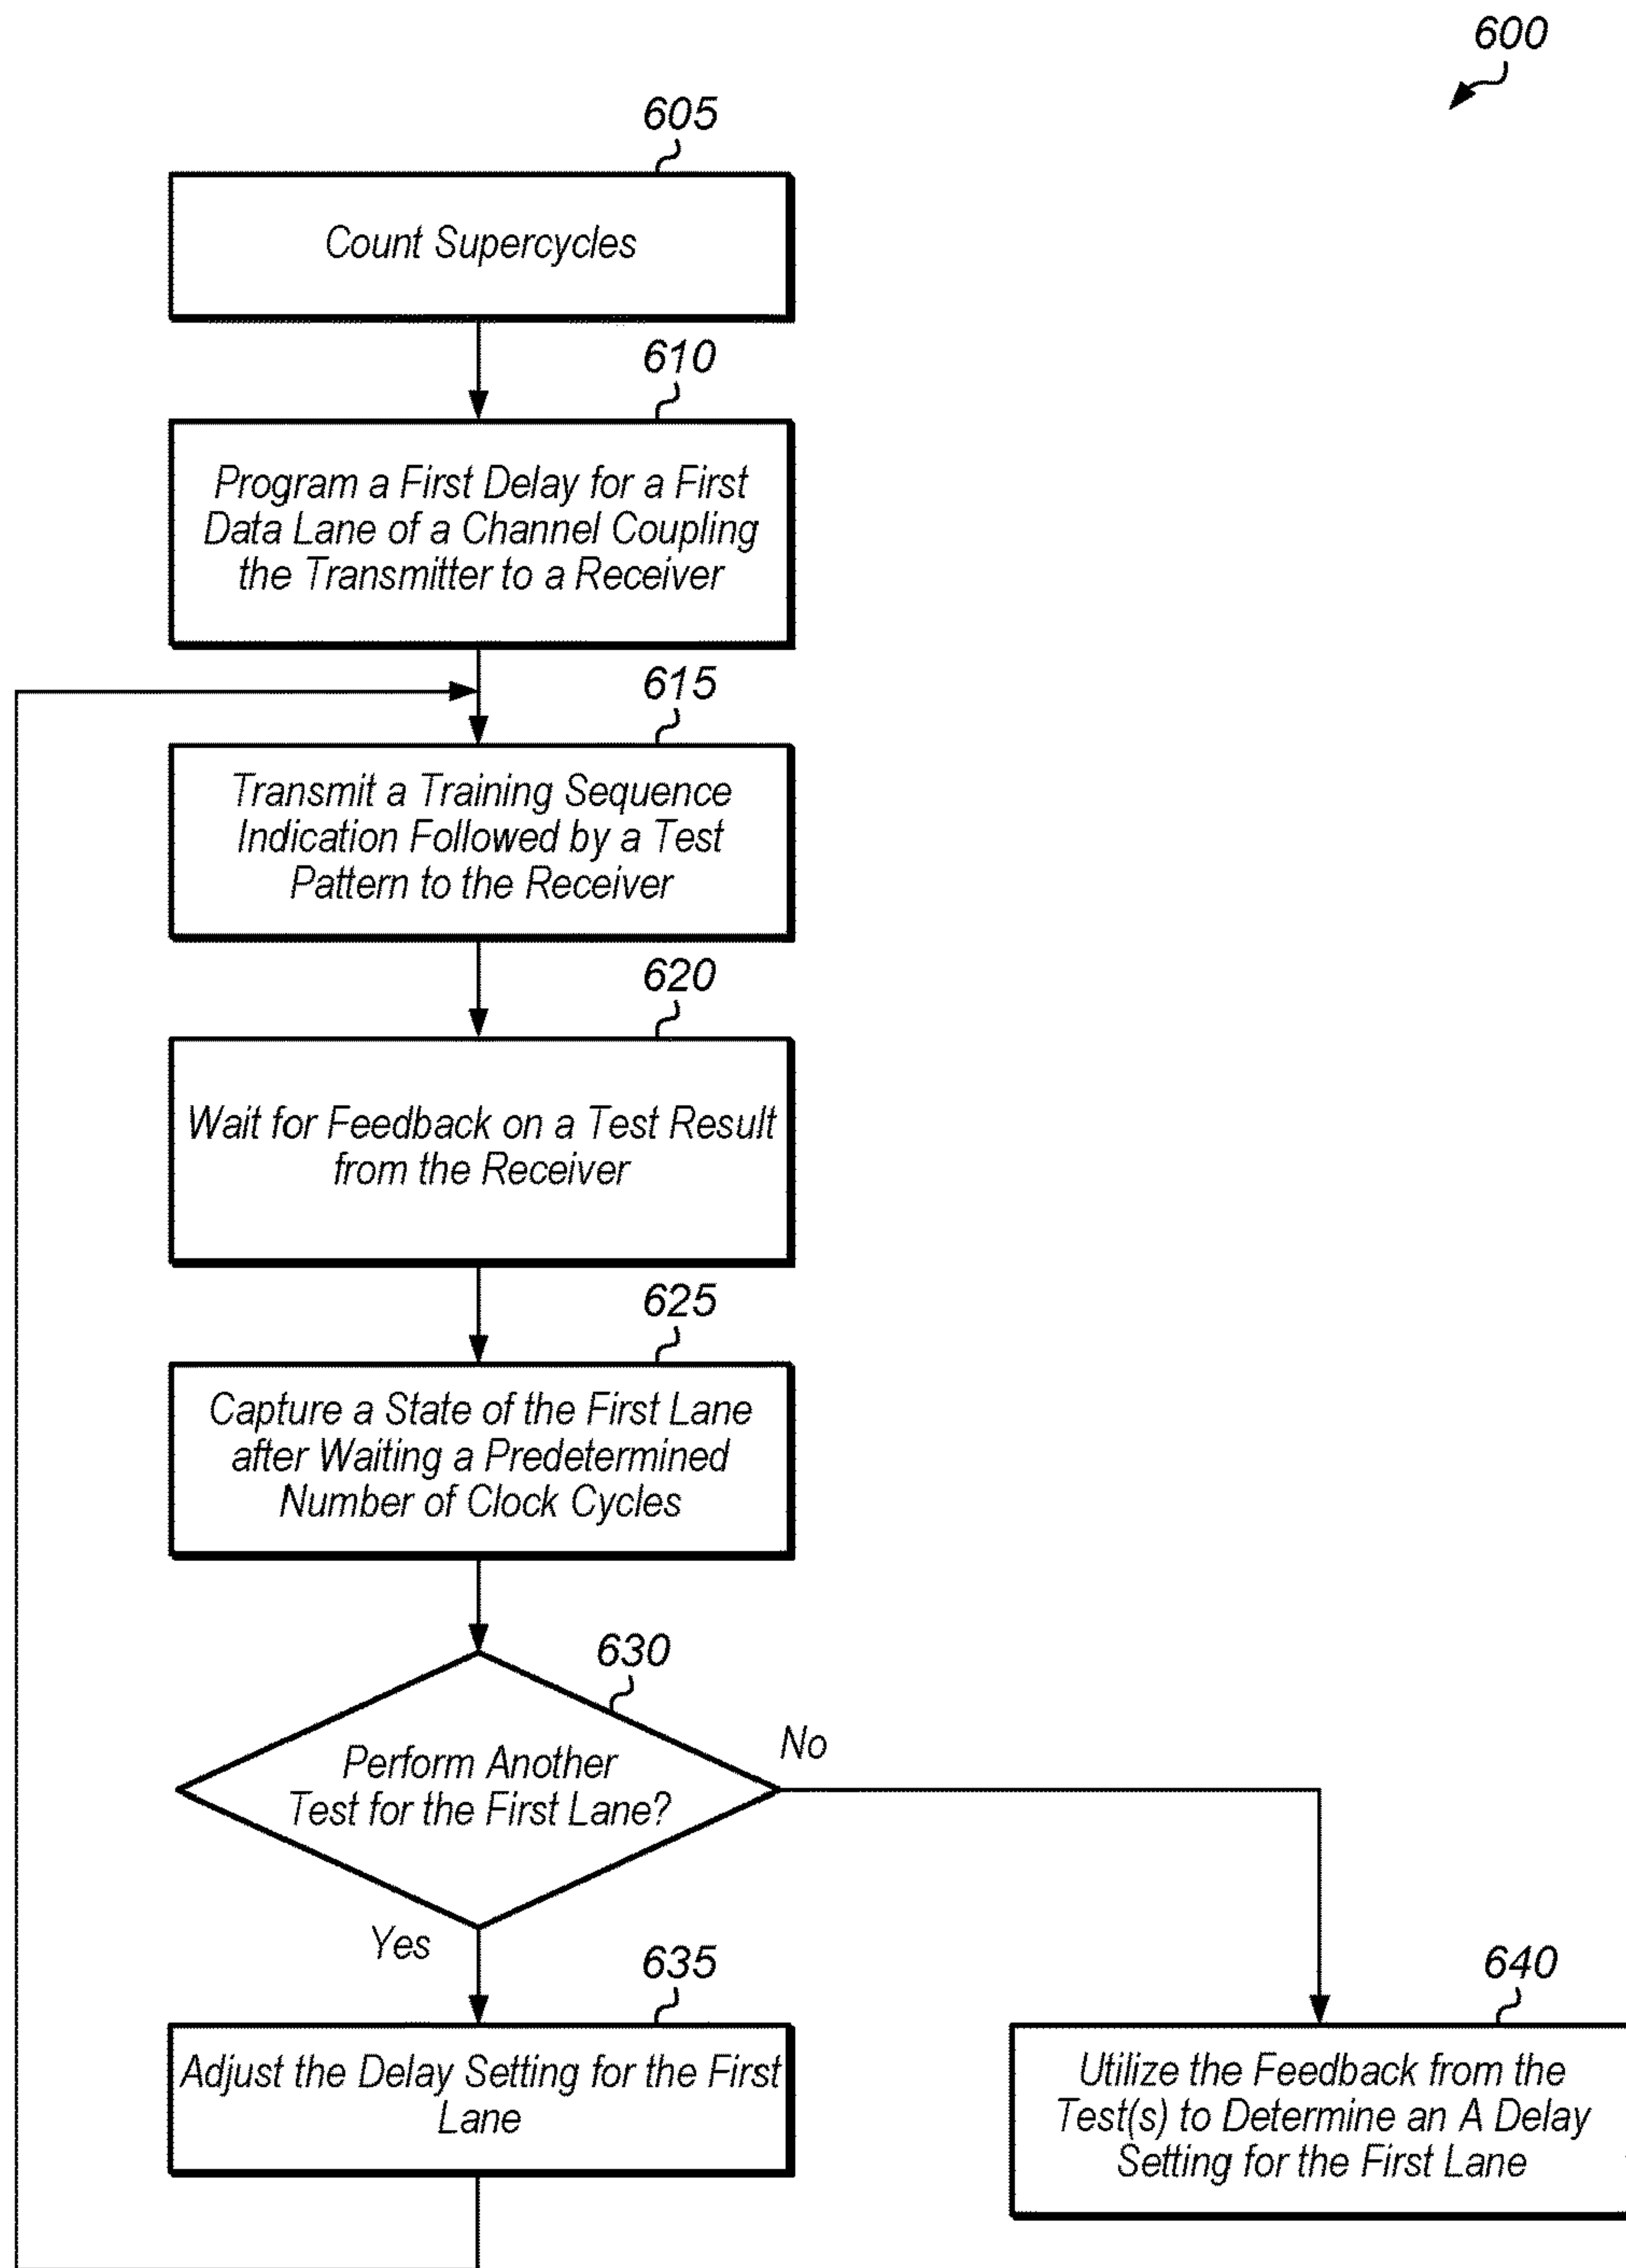 600
605
Count Supercycles
610
Program a First Delay for a First
Data Lane of a Channel Coupling
the Transmitter to a Receiver
615
Transmit a Training Sequence
Indication Followed by a Test
Pattern to the Receiver
620
Wait for Feedback on a Test Result
from the Receiver
625
Capture a State of the First Lane
after Waiting a Predetermined
Number of Clock Cycles
630
Perform Another
Test for the First Lane?
No
Yes
635
Adjust the Delay Setting for the First
Lane
640
Utilize the Feedback from the
Test(s) to Determine an A Delay
Setting for the First Lane